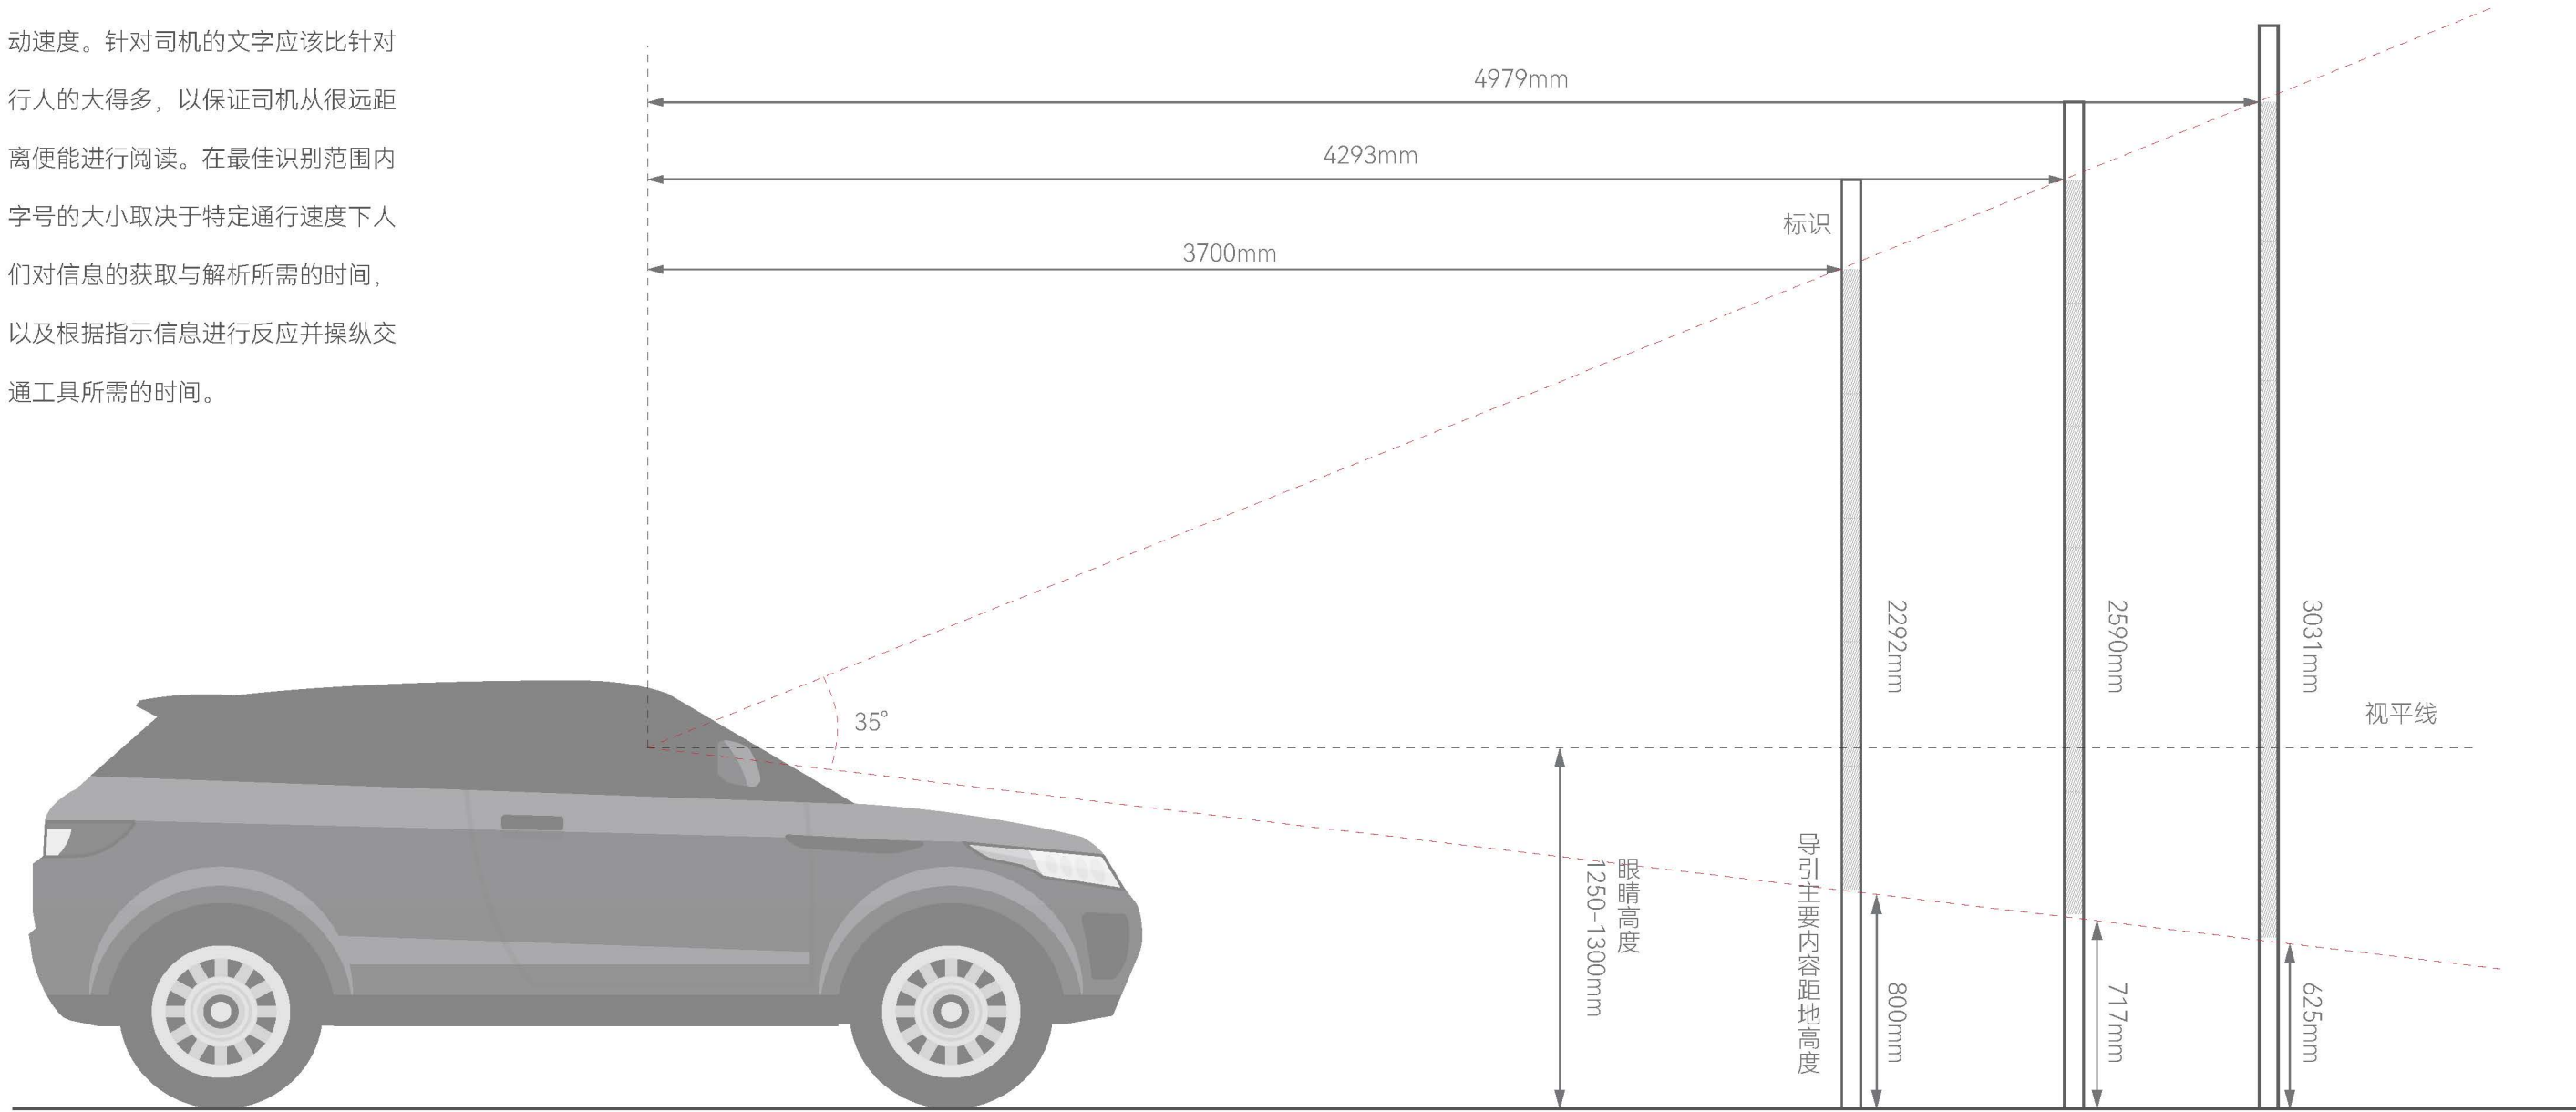 动速度。针对司机的文字应该比针对
行人的大得多，以保证司机从很远距
离便能进行阅读。在最佳识别范围内
字号的大小取决于特定通行速度下人
们对信息的获取与解析所需的时间，
以及根据指示信息进行反应并操纵交
通工具所需的时间。
4979mm
4293mm
标识
3700mm
35°
2292mm
2590mm
3031mm
视平线
眼睛高度
1250-1300mm
导引主要内容距地高度
800mm
717mm
625mm